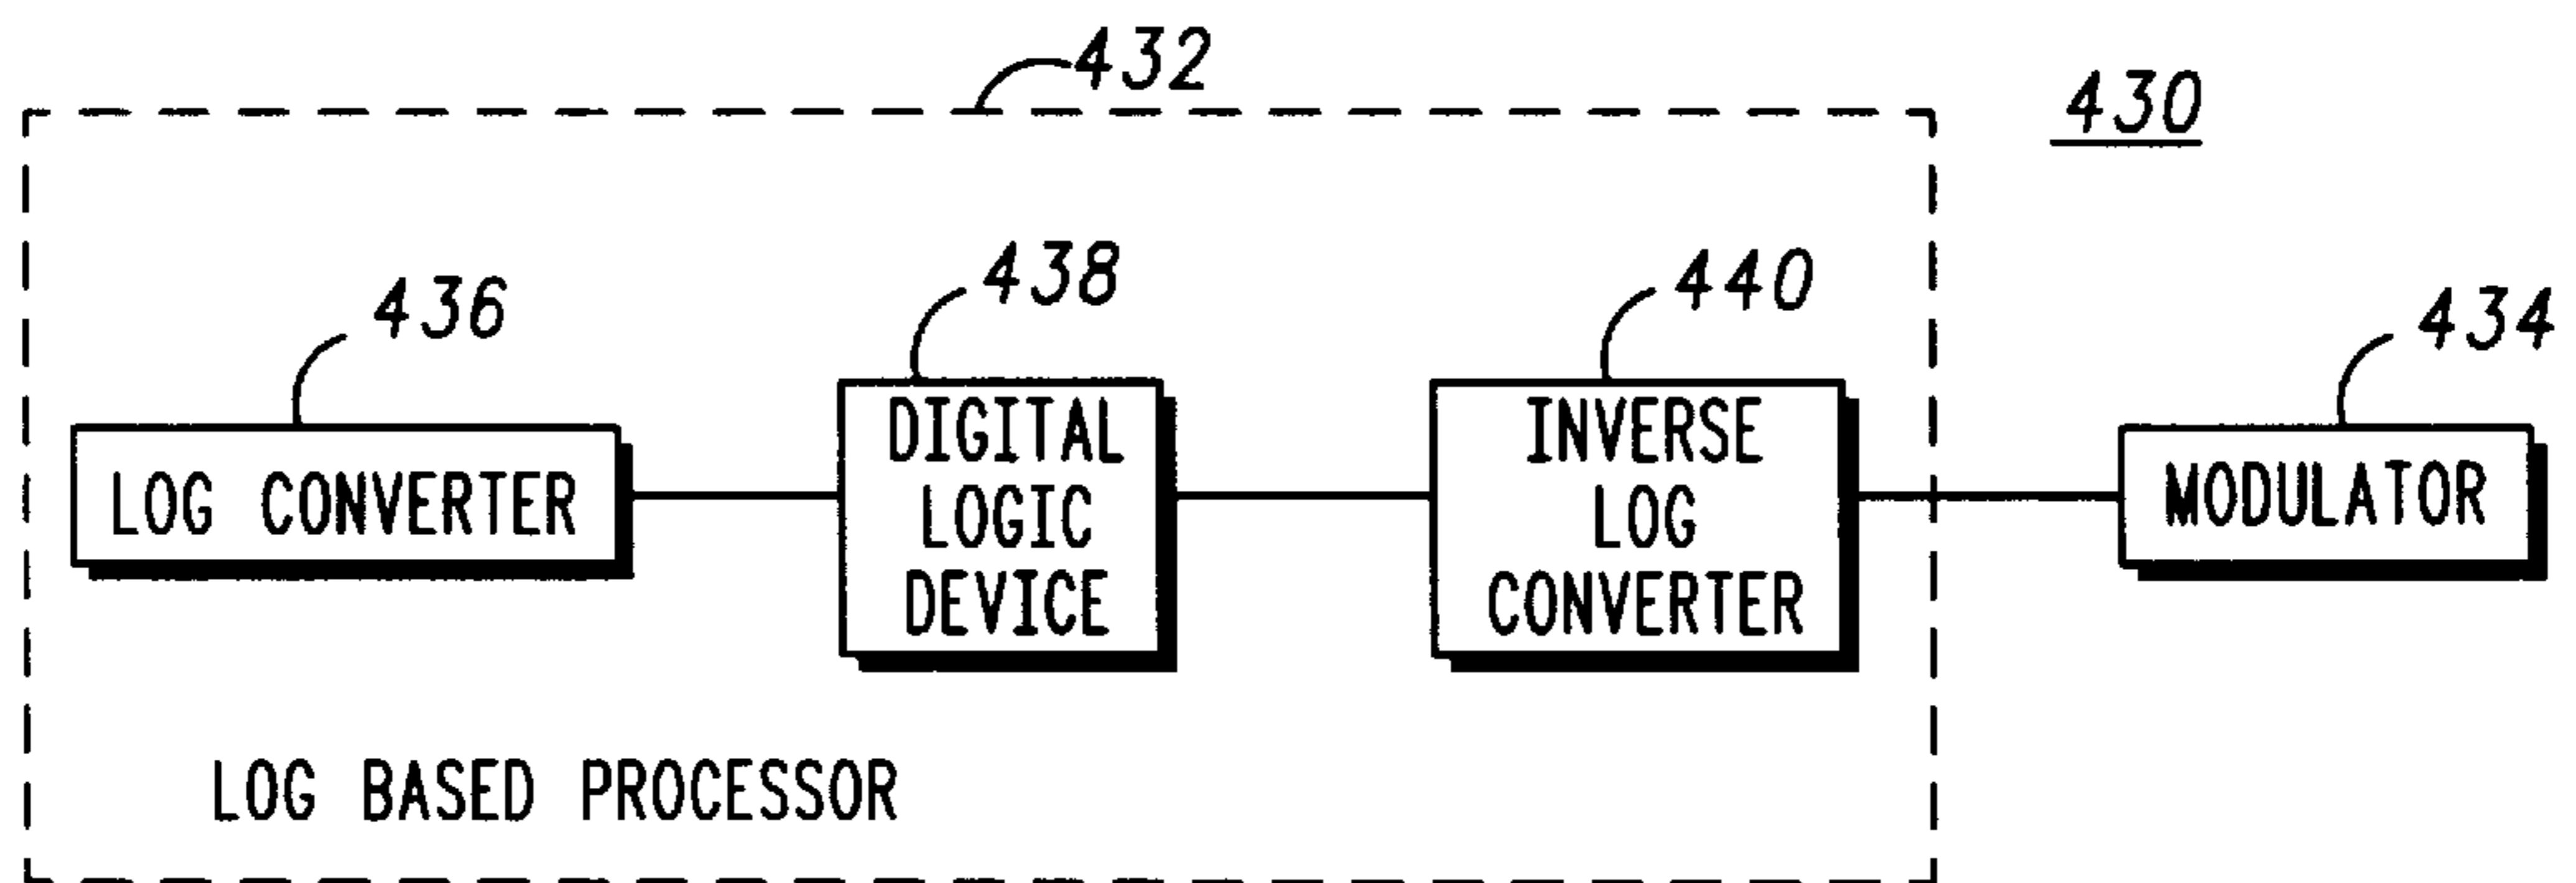 432
430
436
438
440
434
LOG CONVERTER
DIGITAL
LOGIC
DEVICE
INVERSE
LOG
CONVERTER
MODULATOR
LOG BASED PROCESSOR